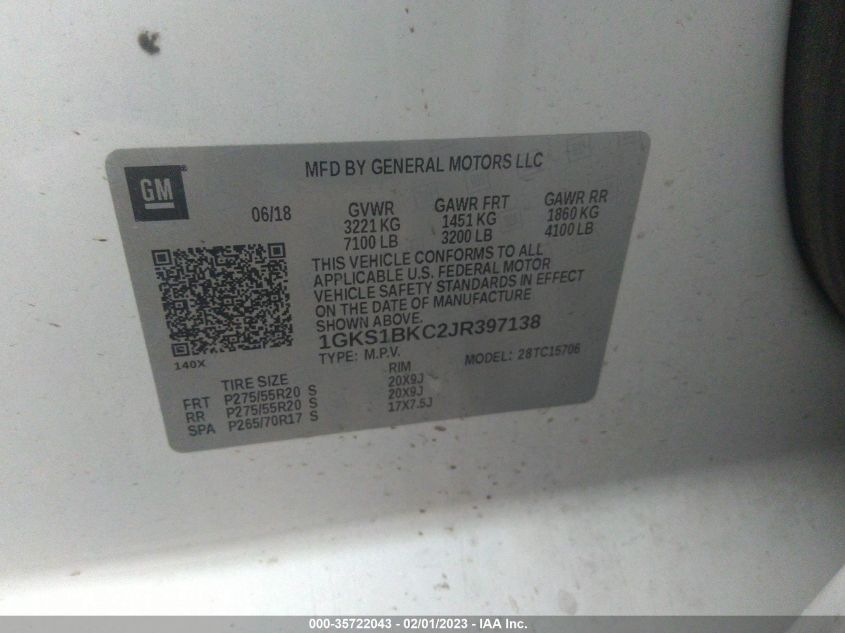 MFD BY GENERAL MOTORS LLC
GM
06/18
GVWR GAWR FRT GAWR RR
3221 KG 1451 KG 1860 KG
7100 LB 3200 LB 4100 LB
THIS VEHICLE CONFORMS TO ALL
APPLICABLE U.S. FEDERAL MOTOR
VEHICLE SAFETY STANDARDS IN EFFECT
ON THE DATE OF MANUFACTURE
SHOWN ABOVE.
1GKS1BKC2JR397138
TYPE: M.P.V. MODEL: 28TC15706
140X
TIRE SIZE RIM
FRT P275/55R20 S 20X9J
RR P275/55R20 S 20X9J
SPA P265/70R17 S 17X7.5J
000-35722043 - 02/01/2023 - IAA Inc.